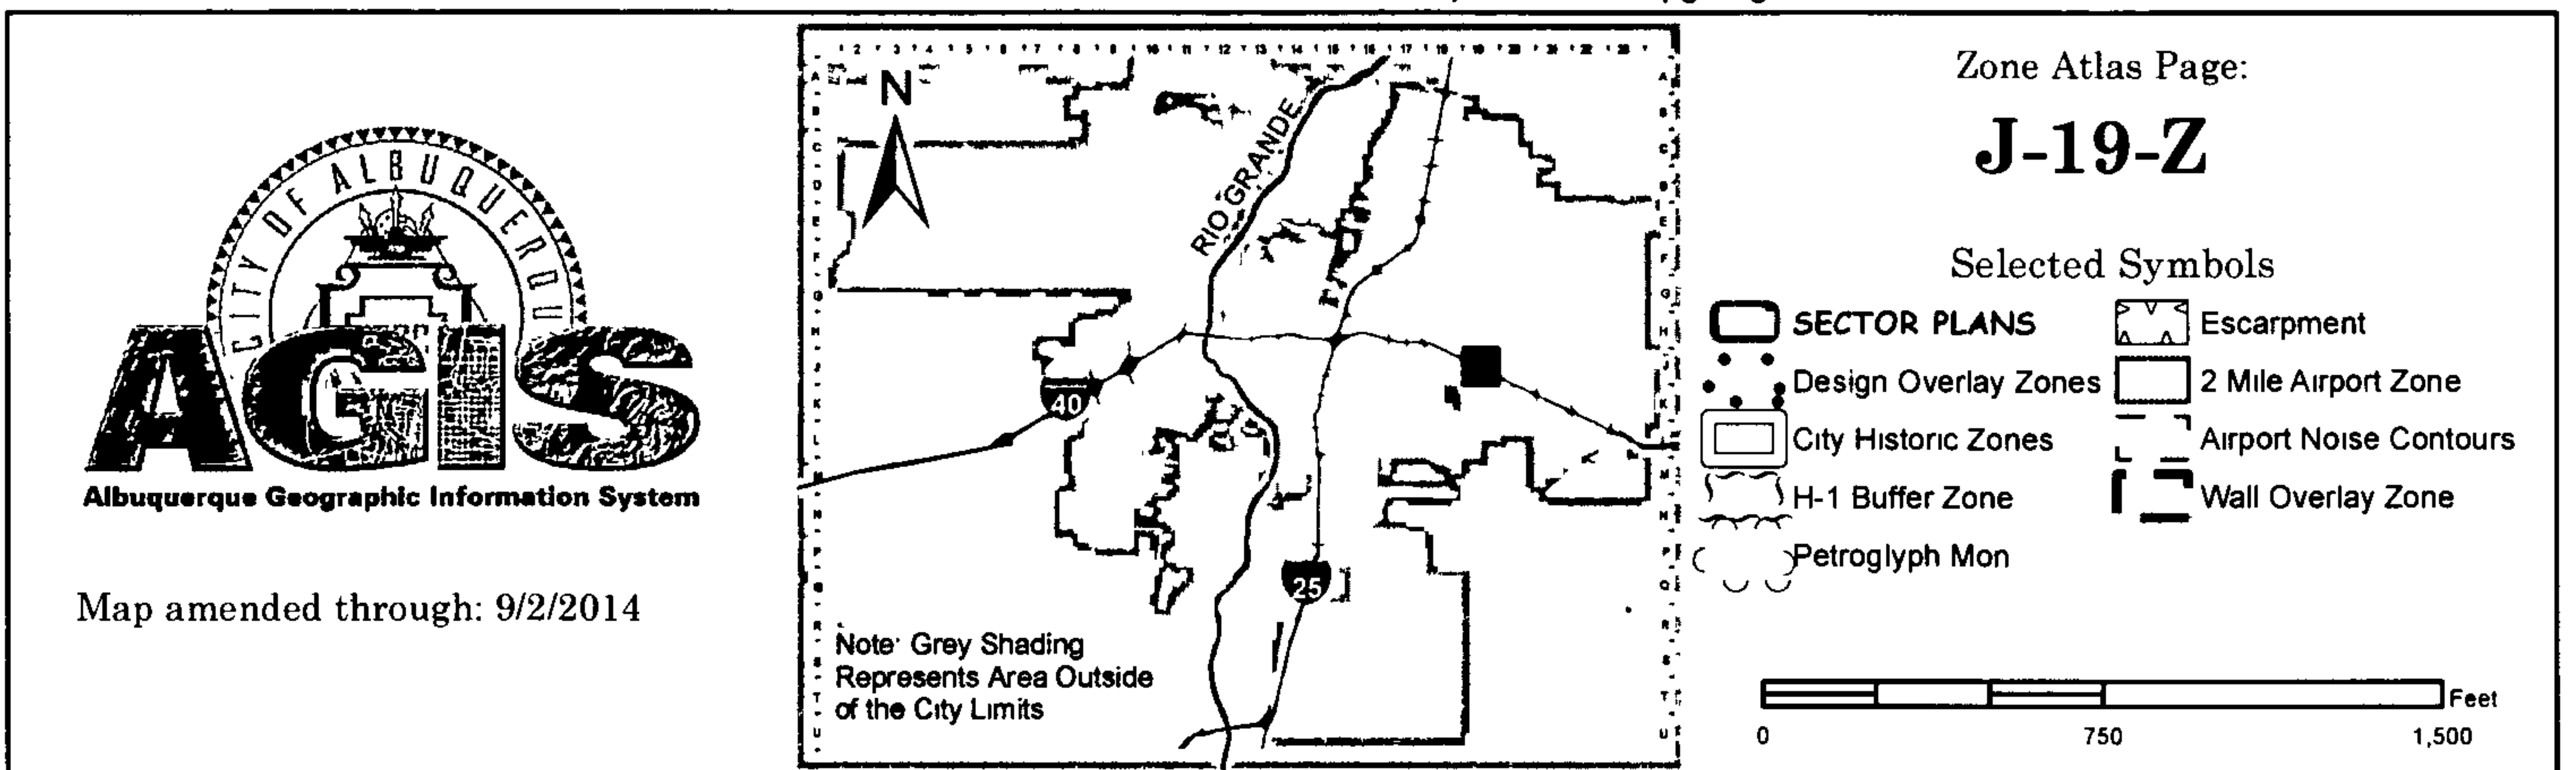 CITY OF ALBUQUERQU
AGIS
Albuquerque Geographic Information System
Map amended through: 9/2/2014
N
RIO GRANDE
40
25
Note: Grey Shading
Represents Area Outside
of the City Limits
Zone Atlas Page:
J-19-Z
Selected Symbols
SECTOR PLANS
Escarpment
Design Overlay Zones
2 Mile Airport Zone
City Historic Zones
Airport Noise Contours
H-1 Buffer Zone
Wall Overlay Zone
Petroglyph Mon
Feet
0 750 1,500